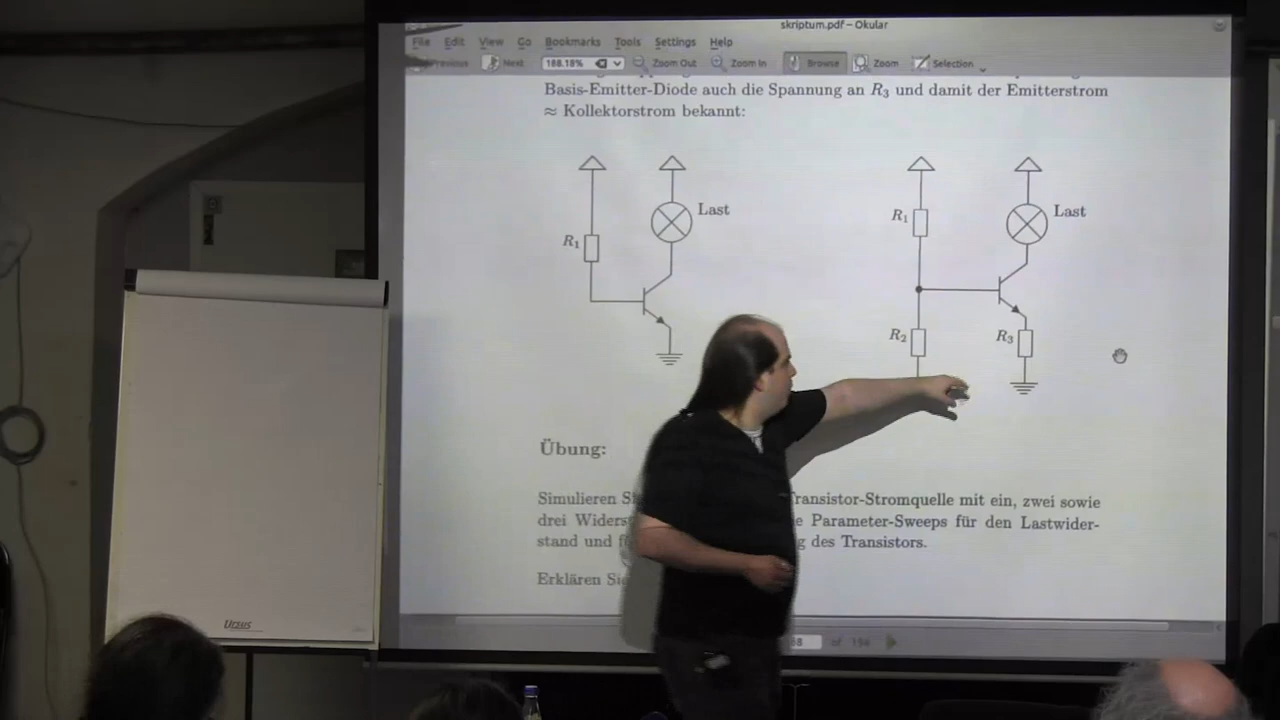 skriptum.pdf – Okular
File Edit View Go Bookmarks Tools Settings Help
Previous Next 188.18% Zoom Out Zoom In Browse Zoom Selection
Basis-Emitter-Diode auch die Spannung an R3 und damit der Emitterstrom
≈ Kollektorstrom bekannt:
Last
R1
R1
Last
R2
R3
Übung:
Simulieren Transistor-Stromquelle mit ein, zwei sowie
drei Parameter-Sweeps für den Lastwider-
stand und des Transistors.
Erklären
of 194
URSUS